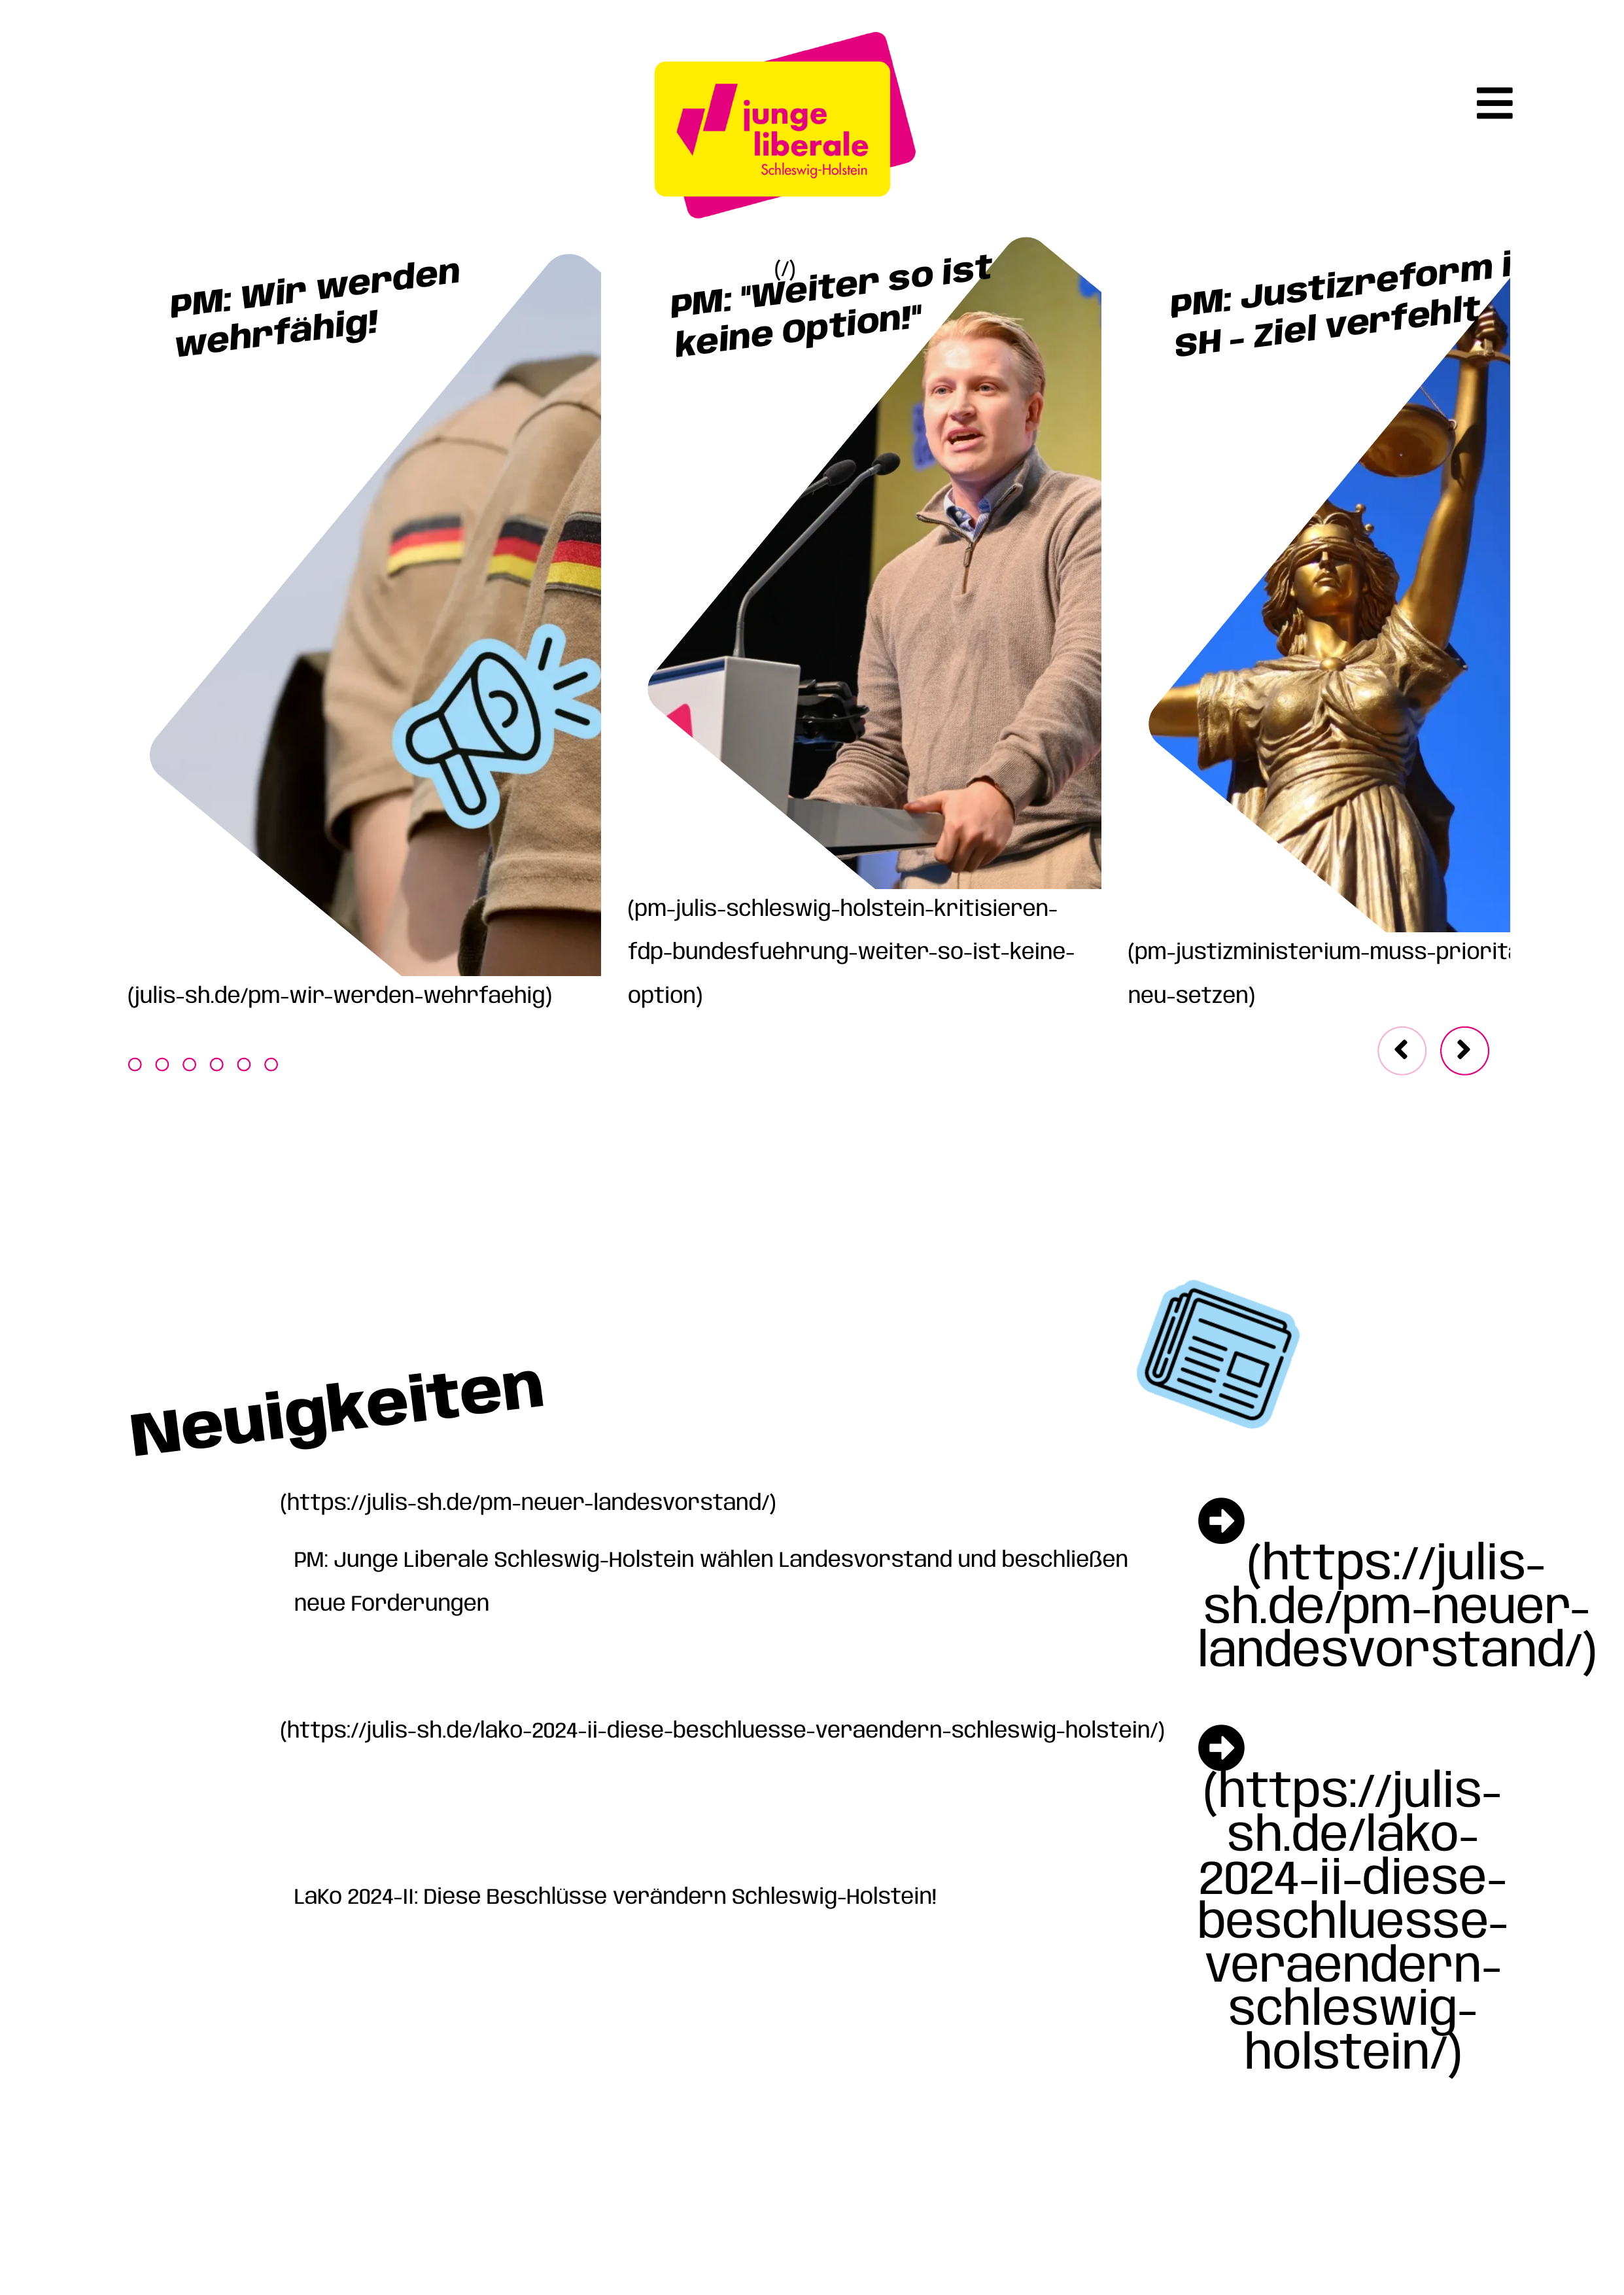 junge
liberale
Schleswig-Holstein
PM: Wir werden
wehrfähig!
(julis-sh.de/pm-wir-werden-wehrfaehig)
(/)
PM: "Weiter so ist
keine Option!"
(pm-julis-schleswig-holstein-kritisieren-
fdp-bundesfuehrung-weiter-so-ist-keine-
option)
PM: Justizreform
SH - Ziel verfehlt
(pm-justizministerium-muss-priorit
neu-setzen)
Neuigkeiten
(https://julis-sh.de/pm-neuer-landesvorstand/)
PM: Junge Liberale Schleswig-Holstein wählen Landesvorstand und beschließen
neue Forderungen
(https://julis-
sh.de/pm-neuer-
landesvorstand/)
(https://julis-sh.de/lako-2024-ii-diese-beschluesse-veraendern-schleswig-holstein/)
LaKo 2024-II: Diese Beschlüsse verändern Schleswig-Holstein!
(https://julis-
sh.de/lako-
2024-ii-diese-
beschluesse-
veraendern-
schleswig-
holstein/)